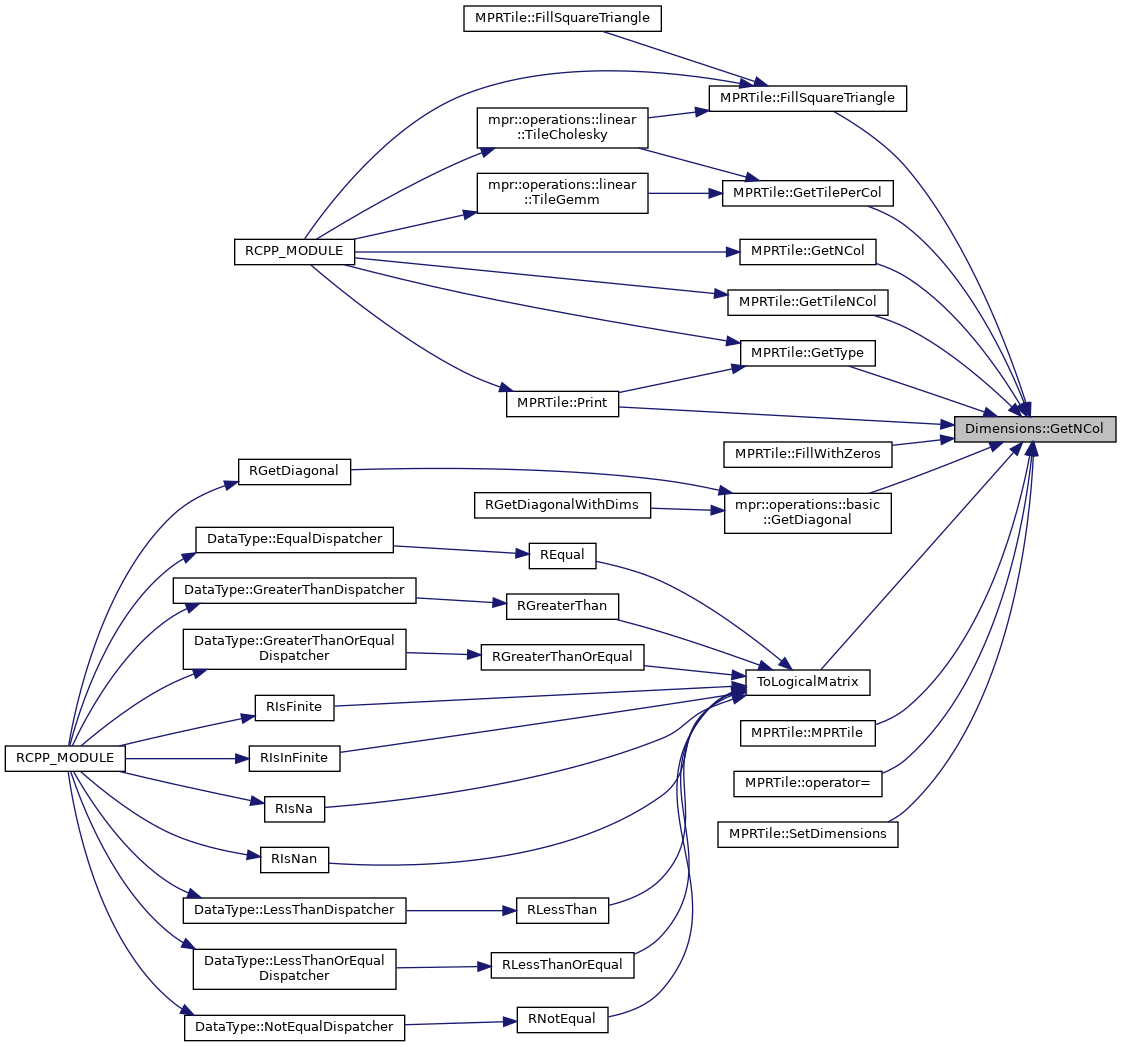 MPRTile::FillSquareTriangle
MPRTile::FillSquareTriangle
mpr::operations::linear
::TileCholesky
mpr::operations::linear
::TileGemm
MPRTile::GetTilePerCol
RCPP_MODULE
MPRTile::GetNCol
MPRTile::GetTileNCol
MPRTile::GetType
MPRTile::Print
Dimensions::GetNCol
MPRTile::FillWithZeros
RGetDiagonal
RGetDiagonalWithDims
mpr::operations::basic
::GetDiagonal
DataType::EqualDispatcher
REqual
DataType::GreaterThanDispatcher
RGreaterThan
DataType::GreaterThanOrEqual
Dispatcher
RGreaterThanOrEqual
ToLogicalMatrix
RIsFinite
MPRTile::MPRTile
RCPP_MODULE
RIsInFinite
MPRTile::operator=
RIsNa
MPRTile::SetDimensions
RIsNan
DataType::LessThanDispatcher
RLessThan
DataType::LessThanOrEqual
Dispatcher
RLessThanOrEqual
DataType::NotEqualDispatcher
RNotEqual